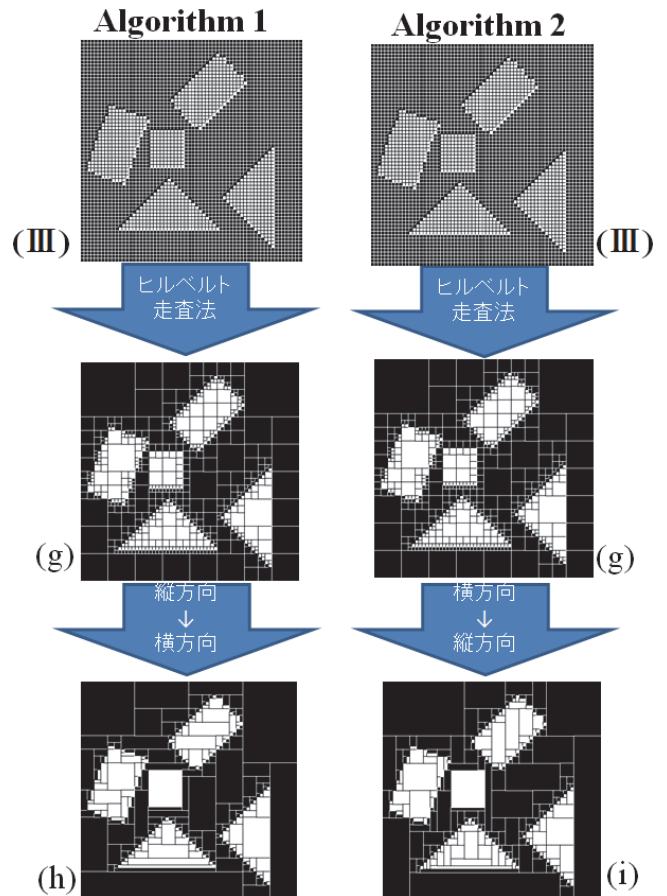 Algorithm 1
Algorithm 2
(Ⅲ)
(Ⅲ)
ヒルベルト
走査法
ヒルベルト
走査法
(g)
(g)
縦方向
↓
横方向
横方向
↓
縦方向
(h)
(i)